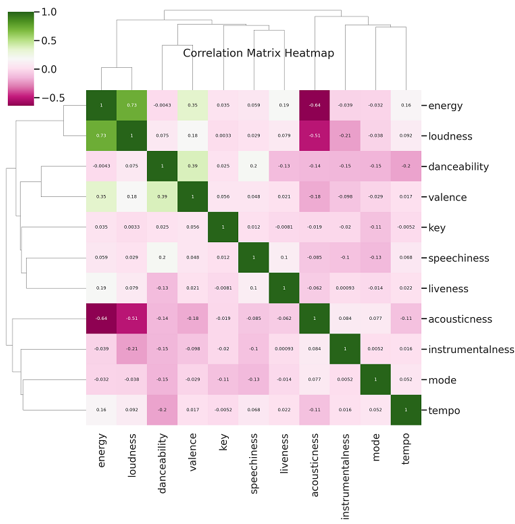 1.0
0.5
0.0
−0.5
Correlation Matrix Heatmap
1 0.73 -0.0043 0.35 0.035 0.059 0.19 -0.64 -0.039 -0.032 0.16 energy
0.73 1 0.075 0.18 0.0033 0.029 0.079 -0.51 -0.21 -0.038 0.092 loudness
-0.0043 0.075 1 0.39 0.025 0.2 -0.13 -0.14 -0.15 -0.15 -0.2 danceability
0.35 0.18 0.39 1 0.056 0.048 0.021 -0.18 -0.098 -0.029 0.017 valence
0.035 0.0033 0.025 0.056 1 0.012 -0.0081 -0.019 -0.02 -0.11 -0.0052 key
0.059 0.029 0.2 0.048 0.012 1 0.1 -0.085 -0.1 -0.13 0.068 speechiness
0.19 0.079 -0.13 0.021 -0.0081 0.1 1 -0.062 0.00093 -0.014 0.022 liveness
-0.64 -0.51 -0.14 -0.18 -0.019 -0.085 -0.062 1 0.084 0.077 -0.11 acousticness
-0.039 -0.21 -0.15 -0.098 -0.02 -0.1 0.00093 0.084 1 0.0052 0.016 instrumentalness
-0.032 -0.038 -0.15 -0.029 -0.11 -0.13 -0.014 0.077 0.0052 1 0.052 mode
0.16 0.092 -0.2 0.017 -0.0052 0.068 0.022 -0.11 0.016 0.052 1 tempo
energy
loudness
danceability
valence
key
speechiness
liveness
acousticness
instrumentalness
mode
tempo